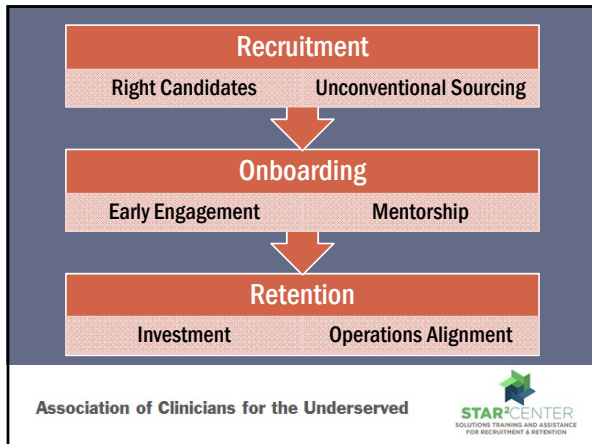 Recruitment
Right Candidates Unconventional Sourcing
Onboarding
Early Engagement Mentorship
Retention
Investment Operations Alignment
Association of Clinicians for the Underserved
STAR²CENTER
SOLUTIONS TRAINING AND ASSISTANCE
FOR RECRUITMENT & RETENTION